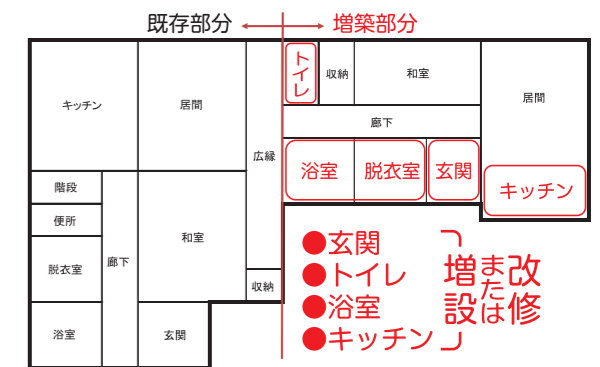 既存部分
増築部分
トイレ
収納
和室
居間
キッチン
居間
広縁
廊下
浴室
脱衣室
玄関
キッチン
階段
便所
脱衣室
浴室
廊下
和室
収納
玄関
●玄関
●トイレ
●浴室
●キッチン
増設
または
改修